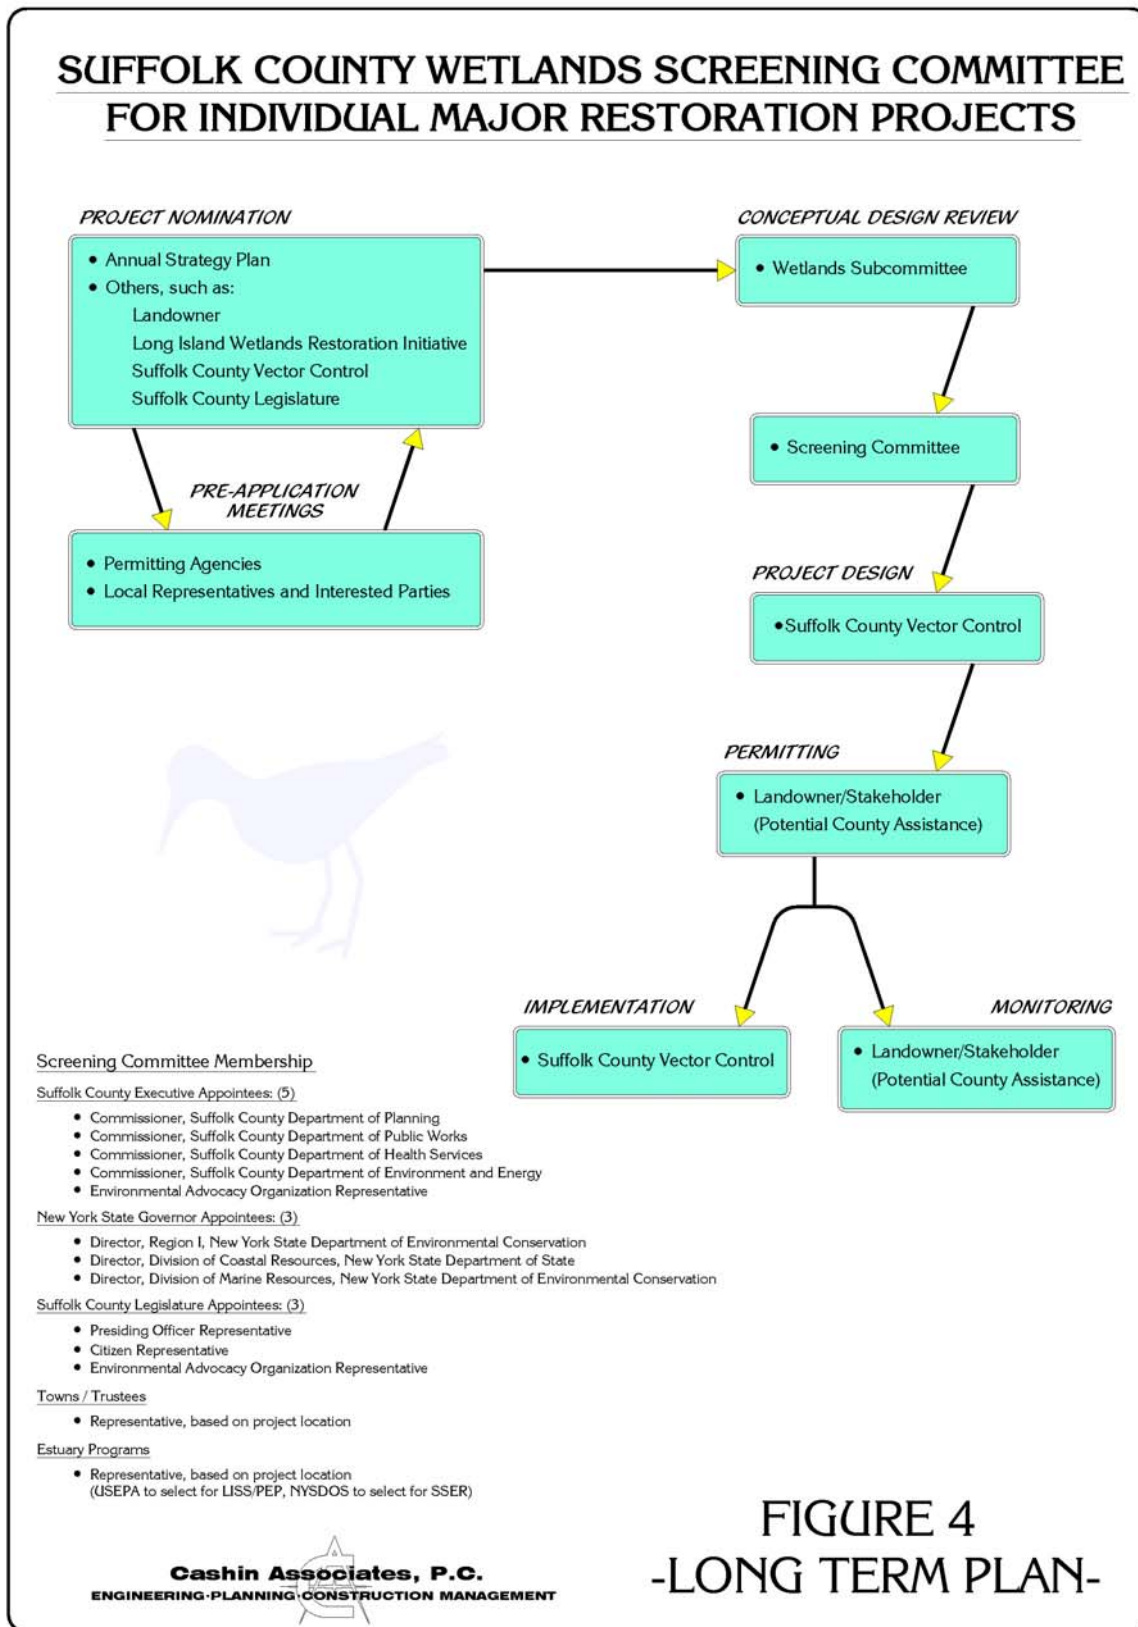 SUFFOLK COUNTY WETLANDS SCREENING COMMITTEE
FOR INDIVIDUAL MAJOR RESTORATION PROJECTS
PROJECT NOMINATION
• Annual Strategy Plan
• Others, such as:
Landowner
Long Island Wetlands Restoration Initiative
Suffolk County Vector Control
Suffolk County Legislature
PRE-APPLICATION
MEETINGS
• Permitting Agencies
• Local Representatives and Interested Parties
CONCEPTUAL DESIGN REVIEW
• Wetlands Subcommittee
• Screening Committee
PROJECT DESIGN
• Suffolk County Vector Control
PERMITTING
• Landowner/Stakeholder
(Potential County Assistance)
IMPLEMENTATION
• Suffolk County Vector Control
MONITORING
• Landowner/Stakeholder
(Potential County Assistance)
Screening Committee Membership
Suffolk County Executive Appointees: (5)
• Commissioner, Suffolk County Department of Planning
• Commissioner, Suffolk County Department of Public Works
• Commissioner, Suffolk County Department of Health Services
• Commissioner, Suffolk County Department of Environment and Energy
• Environmental Advocacy Organization Representative
New York State Governor Appointees: (3)
• Director, Region I, New York State Department of Environmental Conservation
• Director, Division of Coastal Resources, New York State Department of State
• Director, Division of Marine Resources, New York State Department of Environmental Conservation
Suffolk County Legislature Appointees: (3)
• Presiding Officer Representative
• Citizen Representative
• Environmental Advocacy Organization Representative
Towns / Trustees
• Representative, based on project location
Estuary Programs
• Representative, based on project location
(USEPA to select for LISS/PEP, NYSDOS to select for SSER)
Cashin Associates, P.C.
ENGINEERING·PLANNING·CONSTRUCTION MANAGEMENT
FIGURE 4
-LONG TERM PLAN-